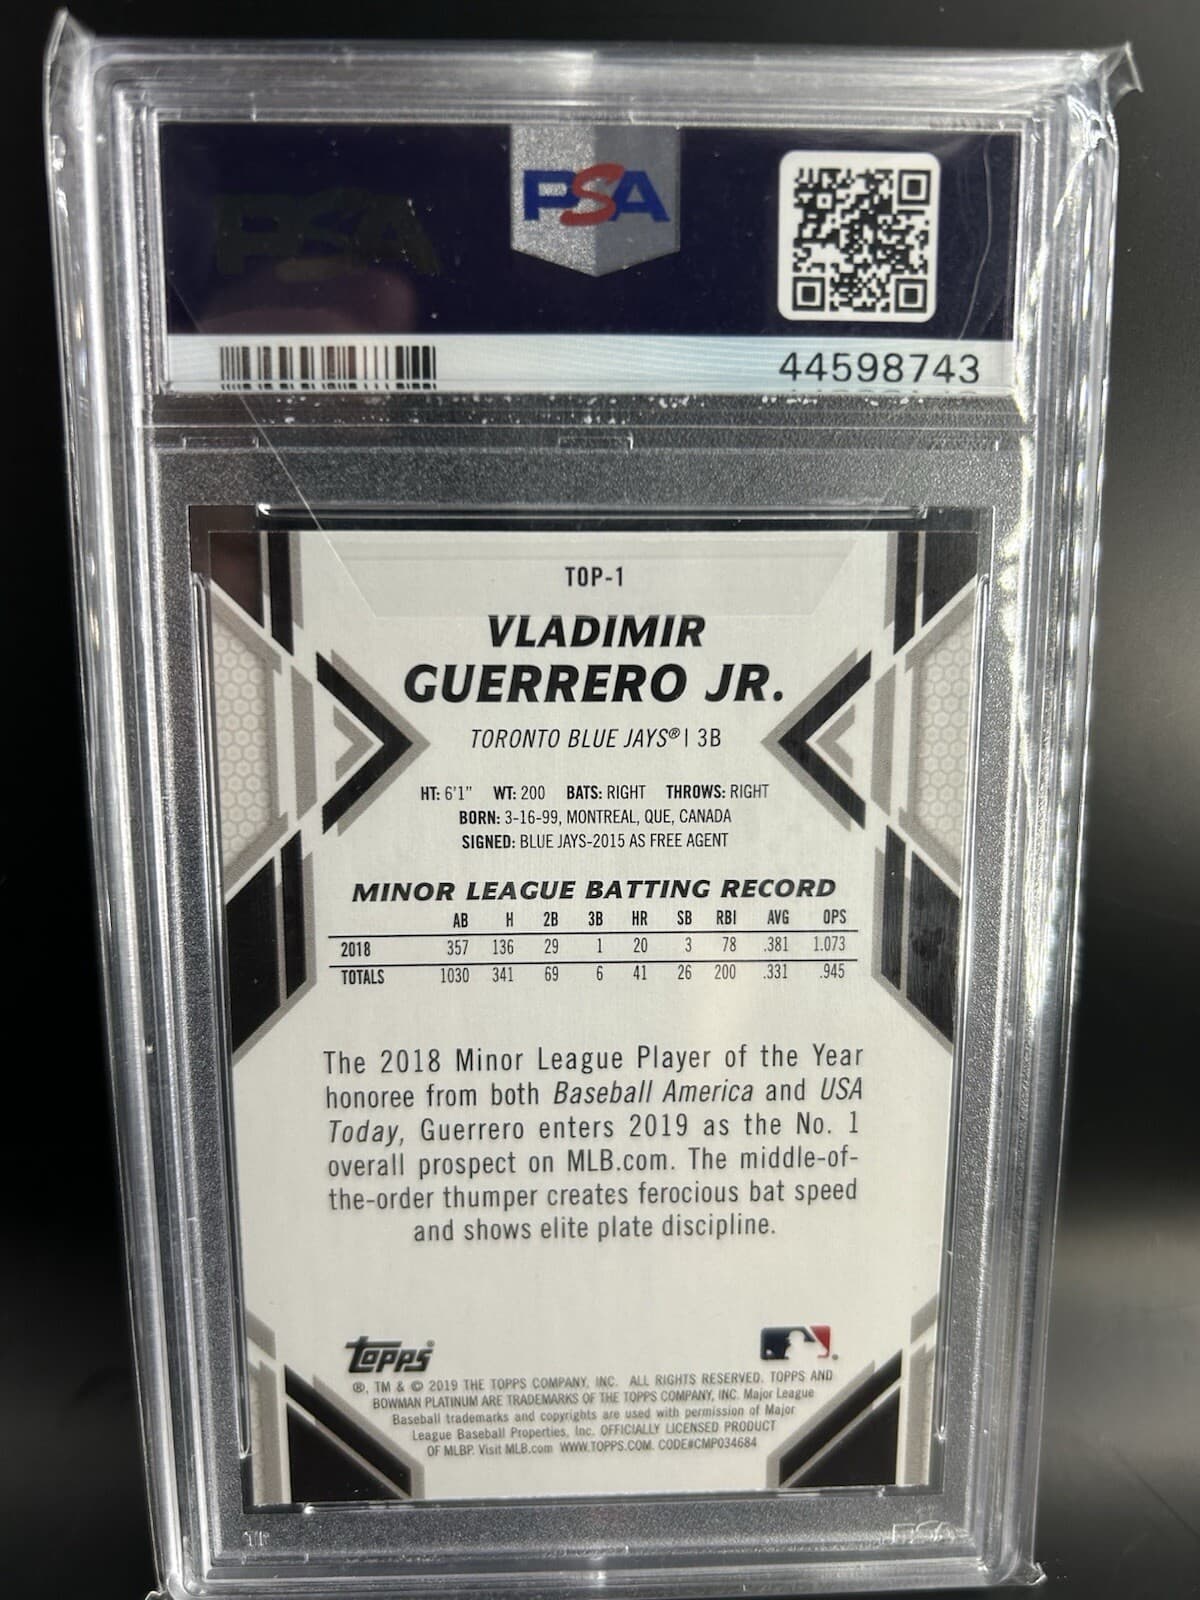 PSA
PSA
44598743
TOP-1
VLADIMIR
GUERRERO JR.
TORONTO BLUE JAYS® | 3B
HT: 6'1" WT: 200 BATS: RIGHT THROWS: RIGHT
BORN: 3-16-99, MONTREAL, QUE, CANADA
SIGNED: BLUE JAYS-2015 AS FREE AGENT
MINOR LEAGUE BATTING RECORD
AB H 2B 3B HR SB RBI AVG OPS
2018 357 136 29 1 20 3 78 .381 1.073
TOTALS 1030 341 69 6 41 26 200 .331 .945
The 2018 Minor League Player of the Year
honoree from both Baseball America and USA
Today, Guerrero enters 2019 as the No. 1
overall prospect on MLB.com. The middle-of-
the-order thumper creates ferocious bat speed
and shows elite plate discipline.
Topps®
®, TM & © 2019 THE TOPPS COMPANY, INC. ALL RIGHTS RESERVED. TOPPS AND
BOWMAN PLATINUM ARE TRADEMARKS OF THE TOPPS COMPANY, INC. Major League
Baseball trademarks and copyrights are used with permission of Major
League Baseball Properties, Inc. OFFICIALLY LICENSED PRODUCT
OF MLBP. Visit MLB.com WWW.TOPPS.COM. CODE#CMP034684